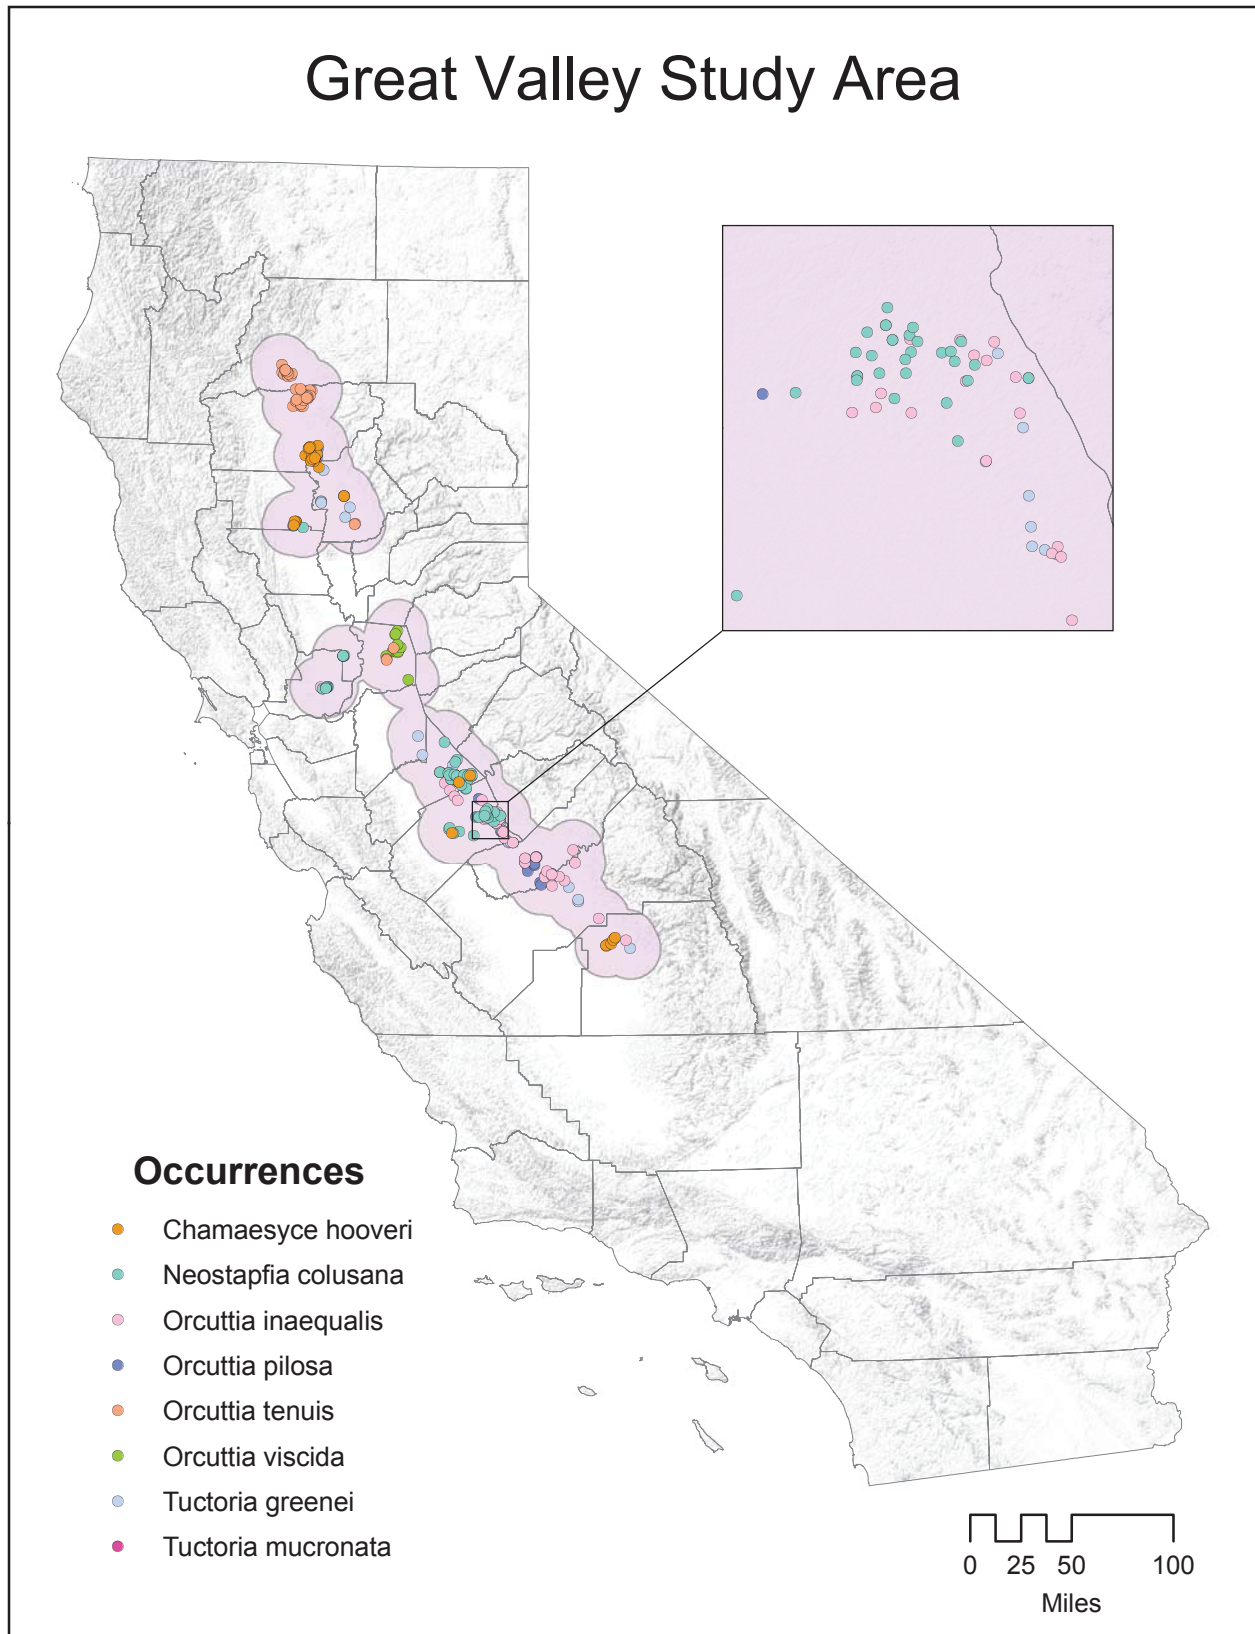 Great Valley Study Area
Occurrences
Chamaesyce hooveri
Neostapfia colusana
Orcuttia inaequalis
Orcuttia pilosa
Orcuttia tenuis
Orcuttia viscida
Tuctoria greenei
Tuctoria mucronata
0 25 50 100
Miles